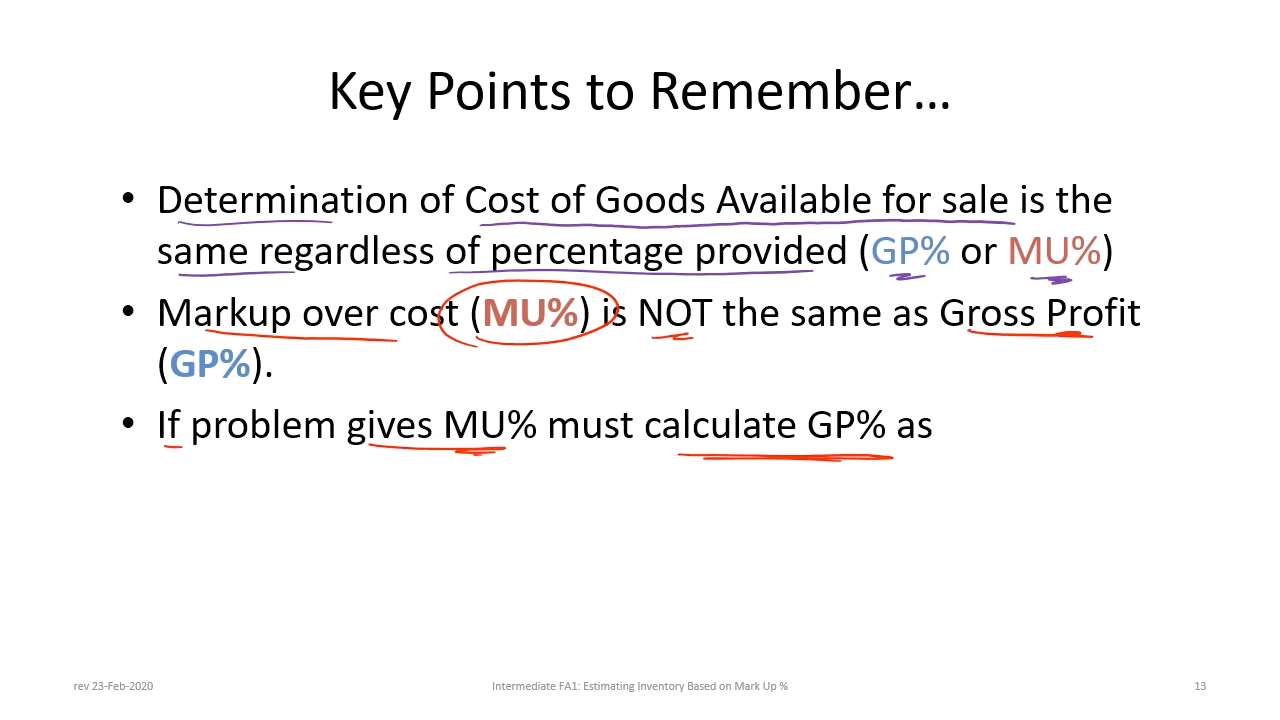 Key Points to Remember…
• Determination of Cost of Goods Available for sale is the
same regardless of percentage provided (GP% or MU%)
• Markup over cost (MU%) is NOT the same as Gross Profit
(GP%).
• If problem gives MU% must calculate GP% as
rev 23-Feb-2020
Intermediate FA1: Estimating Inventory Based on Mark Up %
13